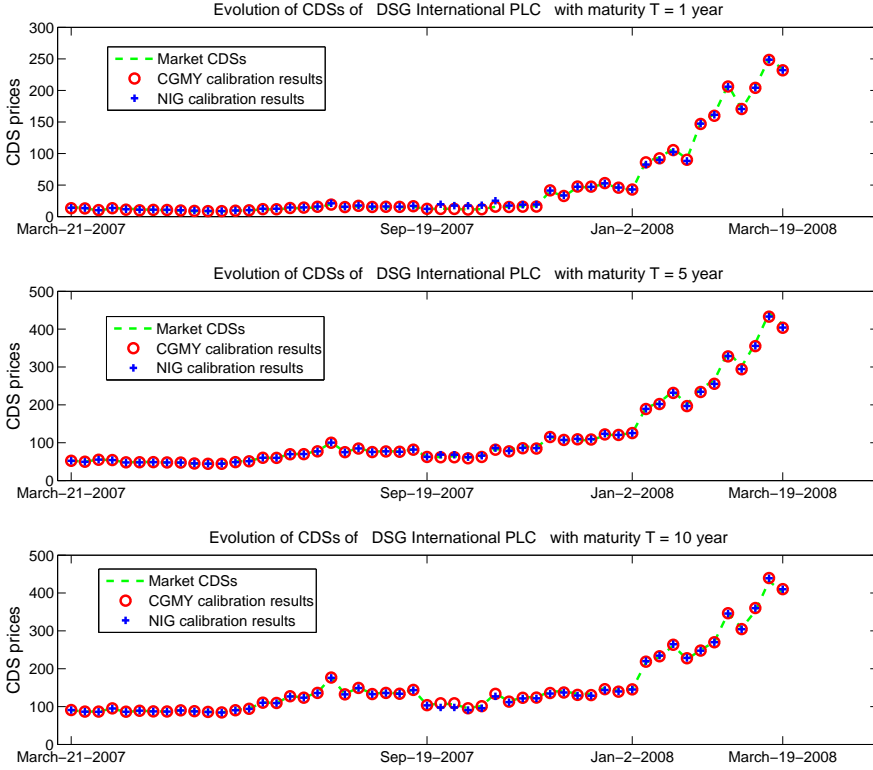 Evolution of CDSs of DSG International PLC with maturity T = 1 year
300
250
200
150
100
50
0
CDS prices
Market CDSs
CGMY calibration results
NIG calibration results
March−21−2007
Sep−19−2007
Jan−2−2008
March−19−2008
Evolution of CDSs of DSG International PLC with maturity T = 5 year
500
400
300
200
100
0
CDS prices
Market CDSs
CGMY calibration results
NIG calibration results
March−21−2007
Sep−19−2007
Jan−2−2008
March−19−2008
Evolution of CDSs of DSG International PLC with maturity T = 10 year
500
400
300
200
100
0
CDS prices
Market CDSs
CGMY calibration results
NIG calibration results
March−21−2007
Sep−19−2007
Jan−2−2008
March−19−2008